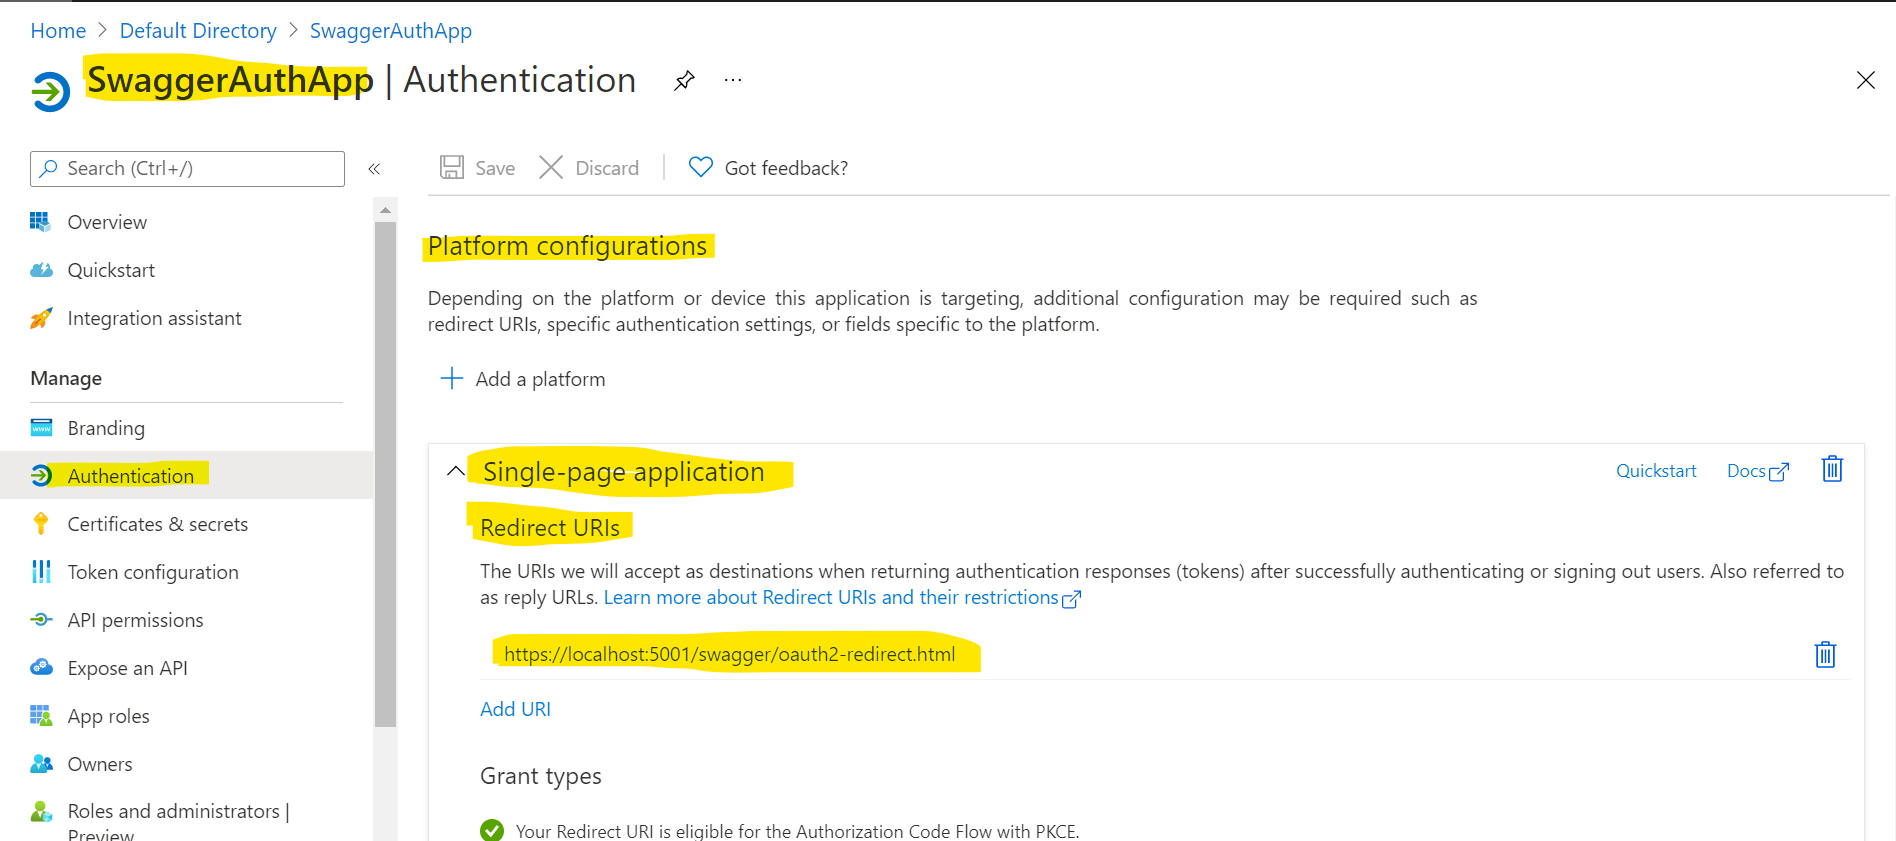 Home > Default Directory > SwaggerAuthApp
SwaggerAuthApp | Authentication
Search (Ctrl+/)
«
Save
Discard
Got feedback?
Overview
Quickstart
Integration assistant
Manage
Branding
Authentication
Certificates & secrets
Token configuration
API permissions
Expose an API
App roles
Owners
Roles and administrators |
Preview
Platform configurations
Depending on the platform or device this application is targeting, additional configuration may be required such as
redirect URIs, specific authentication settings, or fields specific to the platform.
Add a platform
Single-page application
Quickstart
Docs
Redirect URIs
The URIs we will accept as destinations when returning authentication responses (tokens) after successfully authenticating or signing out users. Also referred to
as reply URLs. Learn more about Redirect URIs and their restrictions
https://localhost:5001/swagger/oauth2-redirect.html
Add URI
Grant types
Your Redirect URI is eligible for the Authorization Code Flow with PKCE.